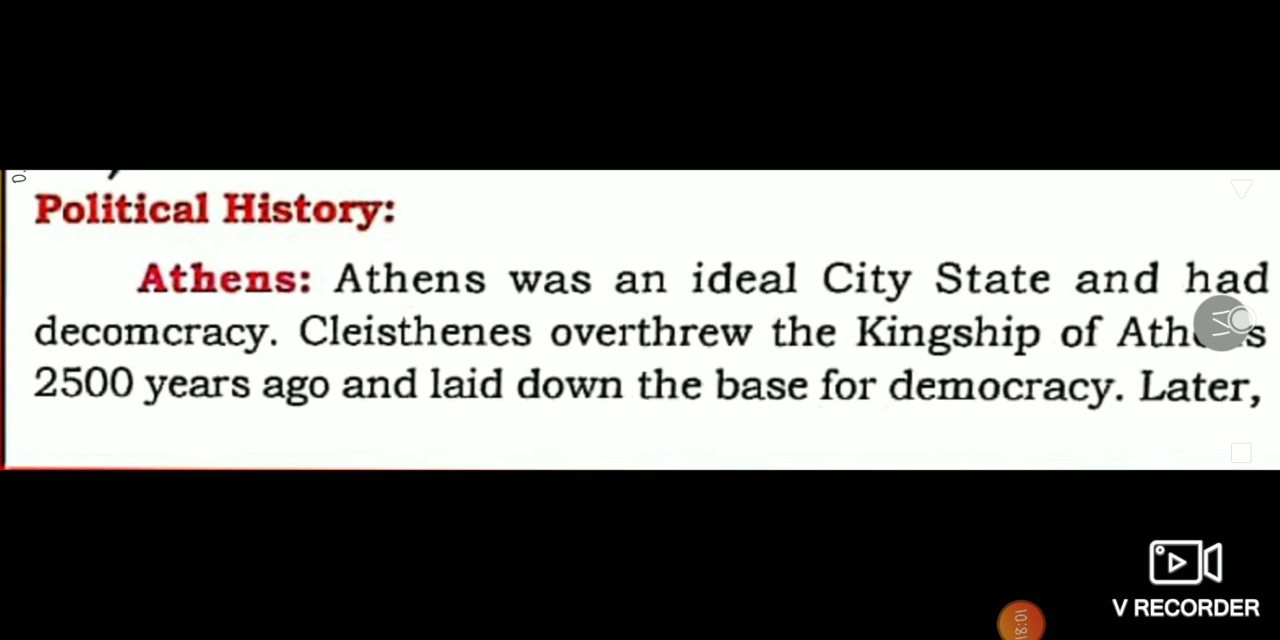 Political History:
Athens: Athens was an ideal City State and had
decomcracy. Cleisthenes overthrew the Kingship of
2500 years ago and laid down the base for democracy. Later,
V RECORDER